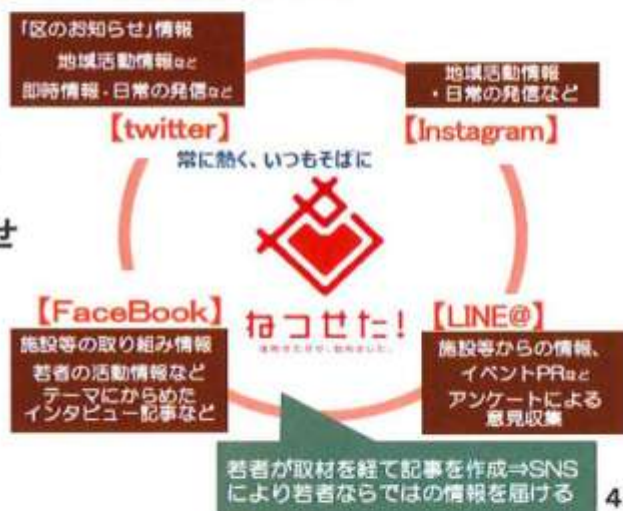 「区のお知らせ」情報
地域活動情報など
即時情報・日常の発信など
【twitter】
地域活動情報
・日常の発信など
【Instagram】
常に熱く、いつもそばに
せ
ねつせた!
【FaceBook】
施設等の取り組み情報
若者の活動情報など
テーマにからめた
インタビュー記事など
【LINE@】
施設等からの情報、
イベントPRなど
アンケートによる
意見収集
若者が取材を経て記事を作成⇒SNS
により若者ならではの情報を届ける
4